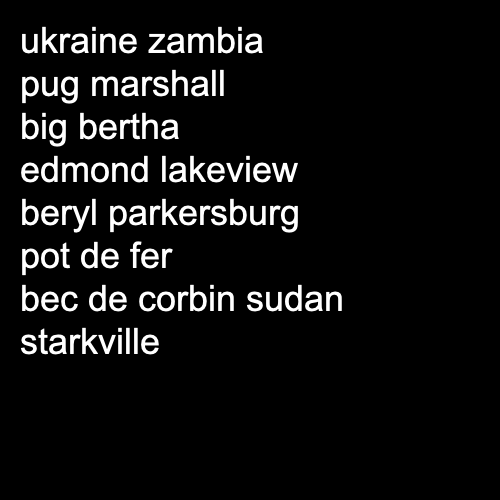 ukraine zambia
pug marshall
big bertha
edmond lakeview
beryl parkersburg
pot de fer
bec de corbin sudan
starkville